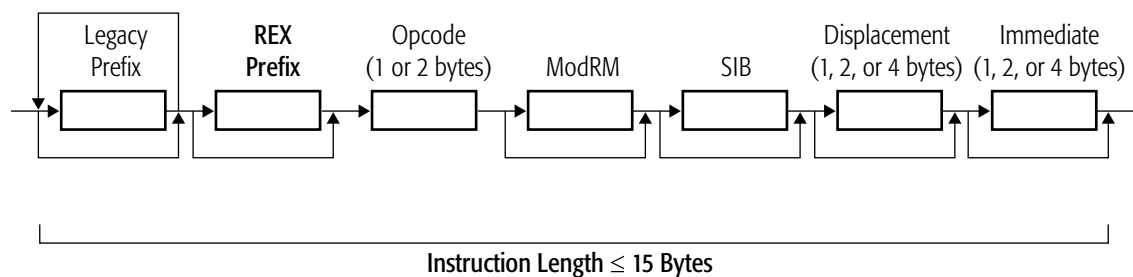 Legacy
Prefix
REX
Prefix
Opcode
(1 or 2 bytes)
ModRM
SIB
Displacement
(1, 2, or 4 bytes)
Immediate
(1, 2, or 4 bytes)
Instruction Length ≤ 15 Bytes